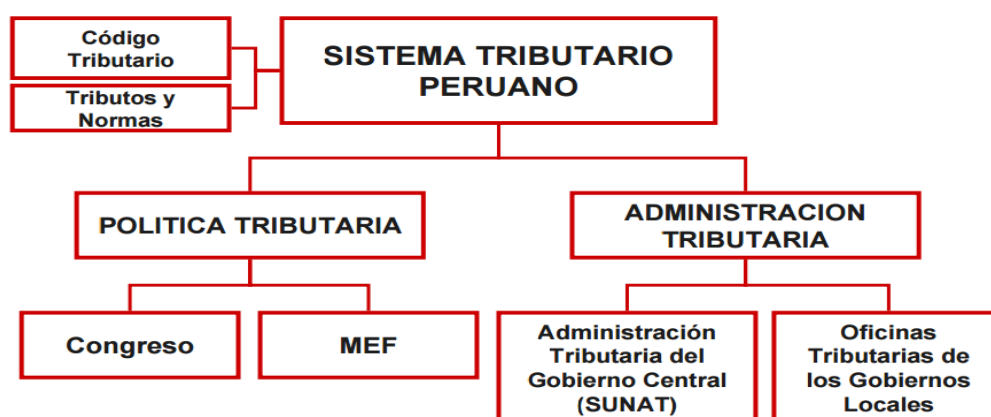 Código
Tributario
SISTEMA TRIBUTARIO
PERUANO
Tributos y
Normas
POLITICA TRIBUTARIA
ADMINISTRACION
TRIBUTARIA
Congreso
MEF
Administración
Tributaria del
Gobierno Central
(SUNAT)
Oficinas
Tributarias de
los Gobiernos
Locales